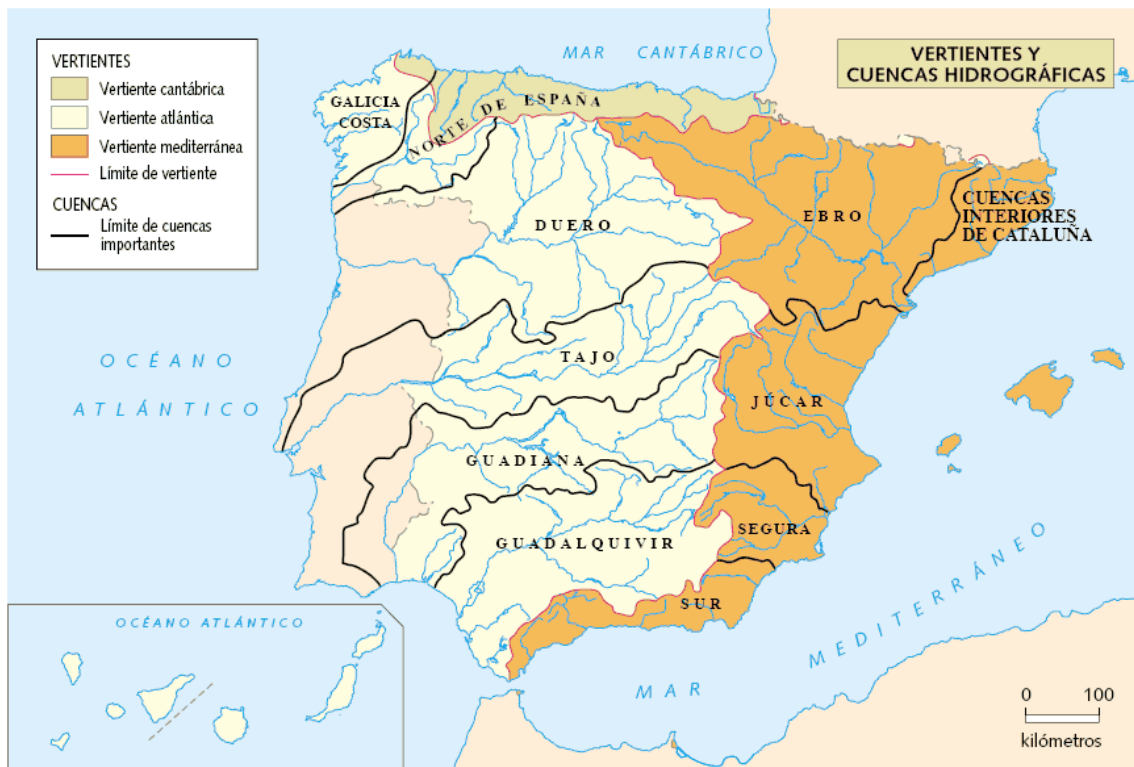 VERTIENTES
Vertiente cantábrica
Vertiente atlántica
Vertiente mediterránea
Límite de vertiente
CUENCAS
Límite de cuencas
importantes
VERTIENTES Y
CUENCAS HIDROGRÁFICAS
MAR CANTÁBRICO
GALICIA
COSTA
NORTE DE ESPAÑA
DUERO
EBRO
CUENCAS
INTERIORES
DE CATALUÑA
OCÉANO
ATLÁNTICO
TAJO
JÚCAR
GUADIANA
SEGURA
GUADALQUIVIR
SUR
MAR MEDITERRÁNEO
OCÉANO ATLÁNTICO
0 100
kilómetros